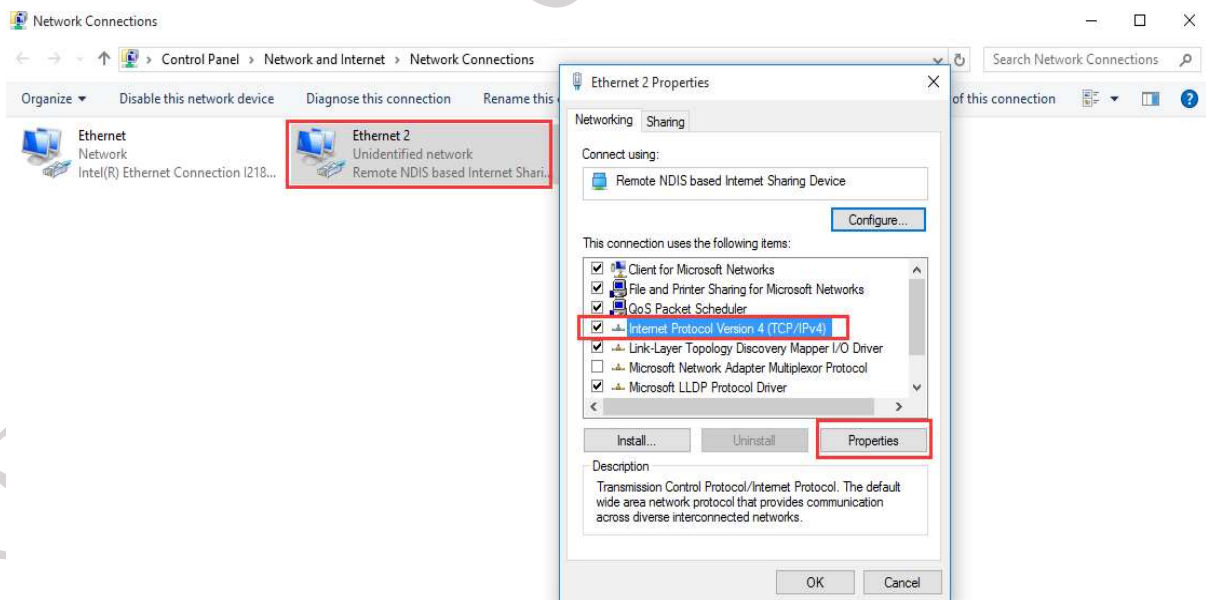 Network Connections
Control Panel > Network and Internet > Network Connections
Search Network Connections
Organize
Disable this network device
Diagnose this connection
Rename this
of this connection
Ethernet
Network
Intel(R) Ethernet Connection I218...
Ethernet 2
Unidentified network
Remote NDIS based Internet Shari...
Ethernet 2 Properties
Networking
Sharing
Connect using:
Remote NDIS based Internet Sharing Device
Configure...
This connection uses the following items:
Client for Microsoft Networks
File and Printer Sharing for Microsoft Networks
QoS Packet Scheduler
Internet Protocol Version 4 (TCP/IPv4)
Link-Layer Topology Discovery Mapper I/O Driver
Microsoft Network Adapter Multiplexor Protocol
Microsoft LLDP Protocol Driver
Install...
Uninstall
Properties
Description
Transmission Control Protocol/Internet Protocol. The default
wide area network protocol that provides communication
across diverse interconnected networks.
OK
Cancel